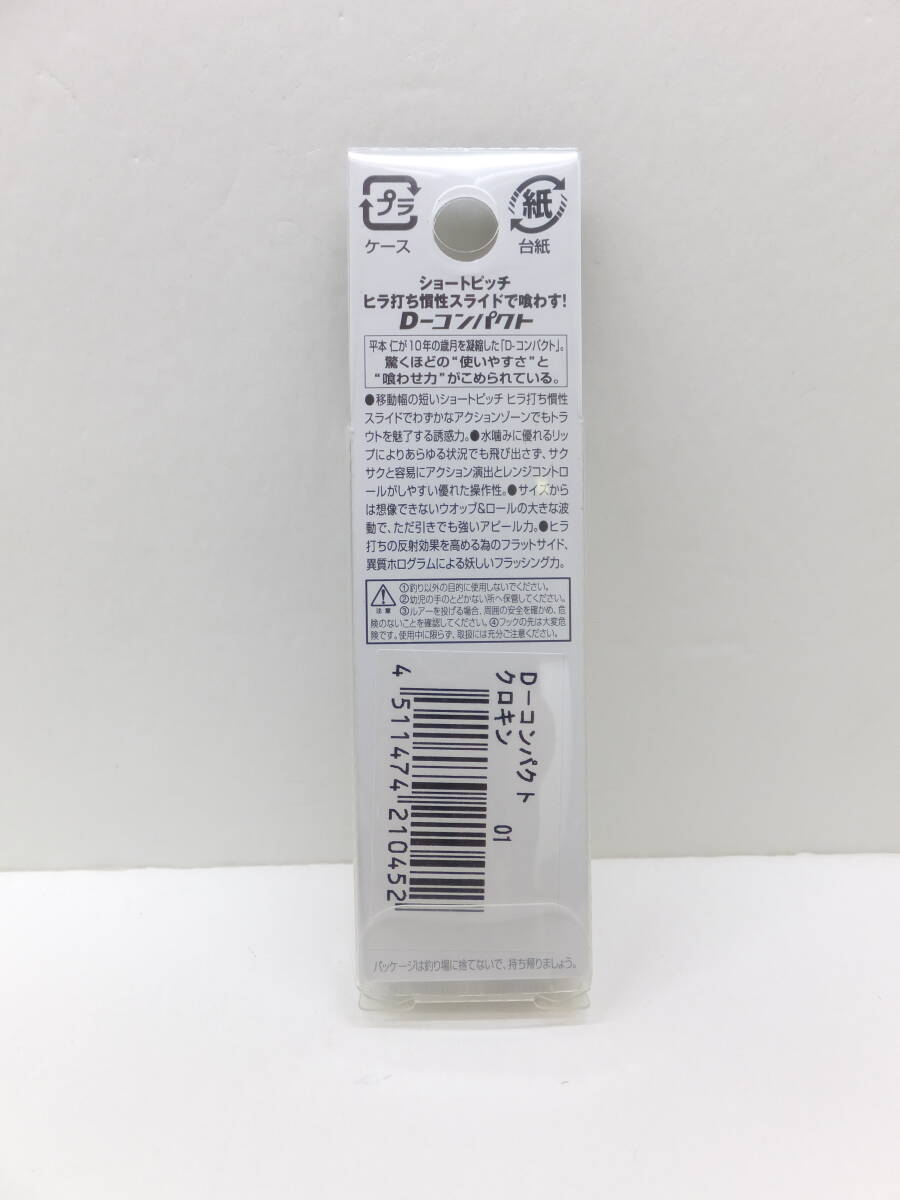 プラ
ケース
紙
台紙
ショートピッチ
ヒラ打ち慣性スライドで喰わす!
D-コンパクト
平本 仁が10年の歳月を凝縮した「D-コンパクト」。
驚くほどの“使いやすさ”と
“喰わせ力”がこめられている。
●移動幅の短いショートピッチ ヒラ打ち慣性
スライドでわずかなアクションゾーンでもトラ
ウトを魅了する誘惑力。●水噛みに優れるリッ
プによりあらゆる状況でも飛び出さず、サク
サクと容易にアクション演出とレンジコントロ
ールがしやすい優れた操作性。●サイズから
は想像できないウオップ&ロールの大きな波
動で、ただ引きでも強いアピール力。●ヒラ
打ちの反射効果を高める為のフラットサイド、
異質ホログラムによる妖しいフラッシング力。
注意
①釣り以外の目的に使用しないでください。
②幼児の手のとどかない所へ保管してください。
③ルアーを投げる場合、周囲の安全を確かめ、危
険のないことを確認してください。④フックの先は大変危
険です。使用中に限らず、取扱には充分ご注意ください。
D-コンパクト
クロキン 01
4 511474 210452
パッケージは釣り場に捨てないで、持ち帰りましょう。